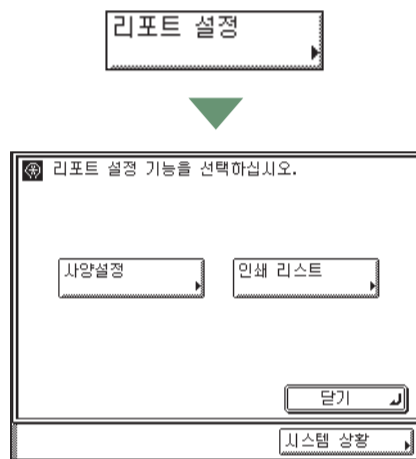 리포트 설정
리포트 설정 기능을 선택하십시오.
사양설정
인쇄 리스트
닫기
시스템 상황